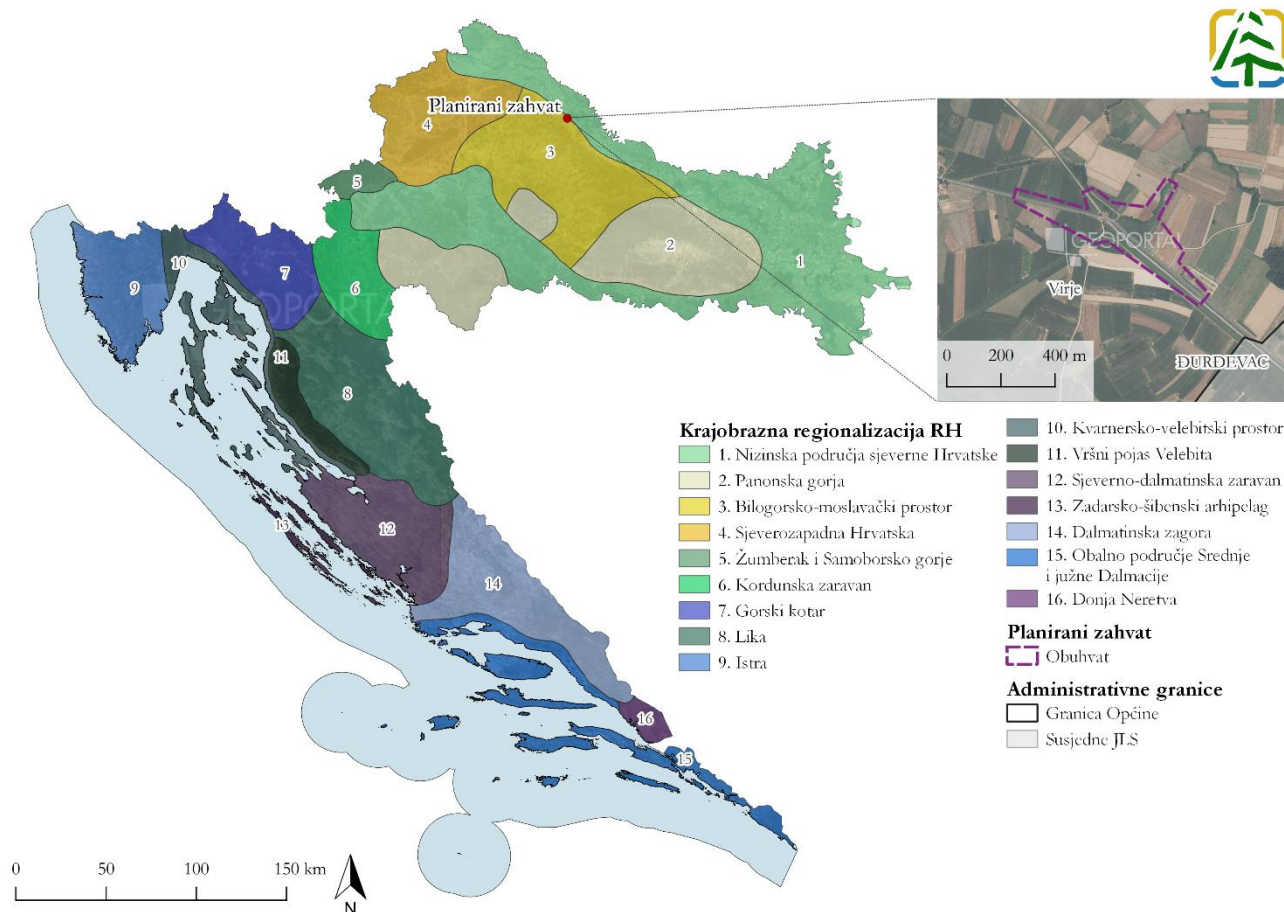 Planirani zahvat
4
3
5
2
1
10
7
9
6
11
8
13
12
14
16
15
GEOPORTAL
GEOPORTAL
Virje
ĐURĐEVAC
0 200 400 m
Krajobrazna regionalizacija RH
1. Nizinska područja sjeverne Hrvatske
2. Panonska gorja
3. Bilogorsko-moslavački prostor
4. Sjeverozapadna Hrvatska
5. Žumberak i Samoborsko gorje
6. Kordunska zaravan
7. Gorski kotar
8. Lika
9. Istra
10. Kvarnersko-velebitski prostor
11. Vršni pojas Velebita
12. Sjeverno-dalmatinska zaravan
13. Zadarsko-šibenski arhipelag
14. Dalmatinska zagora
15. Obalno područje Srednje
i južne Dalmacije
16. Donja Neretva
Planirani zahvat
Obuhvat
Administrativne granice
Granica Općine
Susjedne JLS
0 50 100 150 km
N